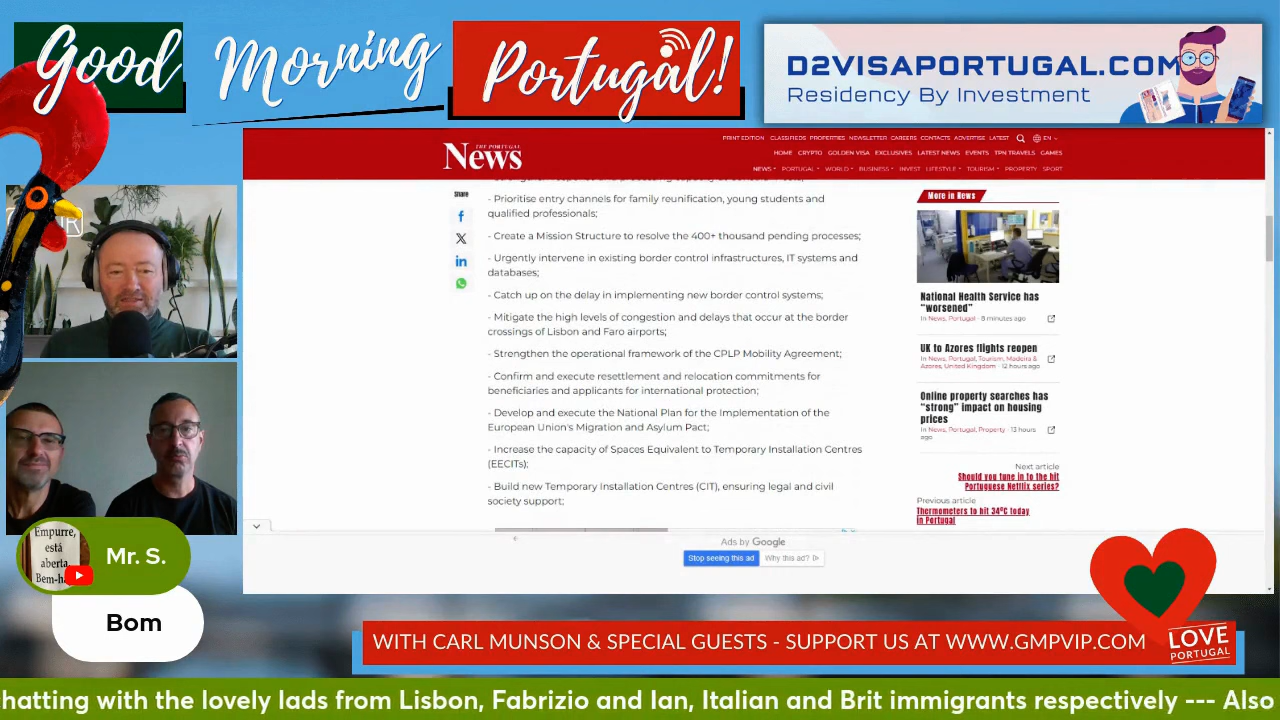 Good Morning Portugal!
D2VISAPORTUGAL.COM
Residency By Investment
PRINT EDITION CLASSIFIEDS PROPERTIES NEWSLETTER CAREERS CONTACTS ADVERTISE LATEST EN
THE PORTUGAL
News
HOME CRYPTO GOLDEN VISA EXCLUSIVES LATEST NEWS EVENTS TPN TRAVELS GAMES
NEWS PORTUGAL WORLD BUSINESS INVEST LIFESTYLE TOURISM PROPERTY SPORT
Share
- Prioritise entry channels for family reunification, young students and
qualified professionals;
- Create a Mission Structure to resolve the 400+ thousand pending processes;
- Urgently intervene in existing border control infrastructures, IT systems and
databases;
- Catch up on the delay in implementing new border control systems;
- Mitigate the high levels of congestion and delays that occur at the border
crossings of Lisbon and Faro airports;
- Strengthen the operational framework of the CPLP Mobility Agreement;
- Confirm and execute resettlement and relocation commitments for
beneficiaries and applicants for international protection;
- Develop and execute the National Plan for the Implementation of the
European Union's Migration and Asylum Pact;
- Increase the capacity of Spaces Equivalent to Temporary Installation Centres
(EECITs);
- Build new Temporary Installation Centres (CIT), ensuring legal and civil
society support;
More in News
National Health Service has
"worsened"
In News, Portugal · 8 minutes ago
UK to Azores flights reopen
In News, Portugal, Tourism, Madeira &
Azores, United Kingdom · 12 hours ago
Online property searches has
"strong" impact on housing
prices
In News, Portugal, Property · 13 hours
ago
Next article
Should you tune in to the hit
Portuguese Netflix series?
Previous article
Thermometers to hit 34ºC today
in Portugal
Ads by Google
Stop seeing this ad
Why this ad?
Empurre,
está
aberta
Mr. S.
Bom
WITH CARL MUNSON & SPECIAL GUESTS - SUPPORT US AT WWW.GMPVIP.COM
LOVE
PORTUGAL
hatting with the lovely lads from Lisbon, Fabrizio and Ian, Italian and Brit immigrants respectively --- Also